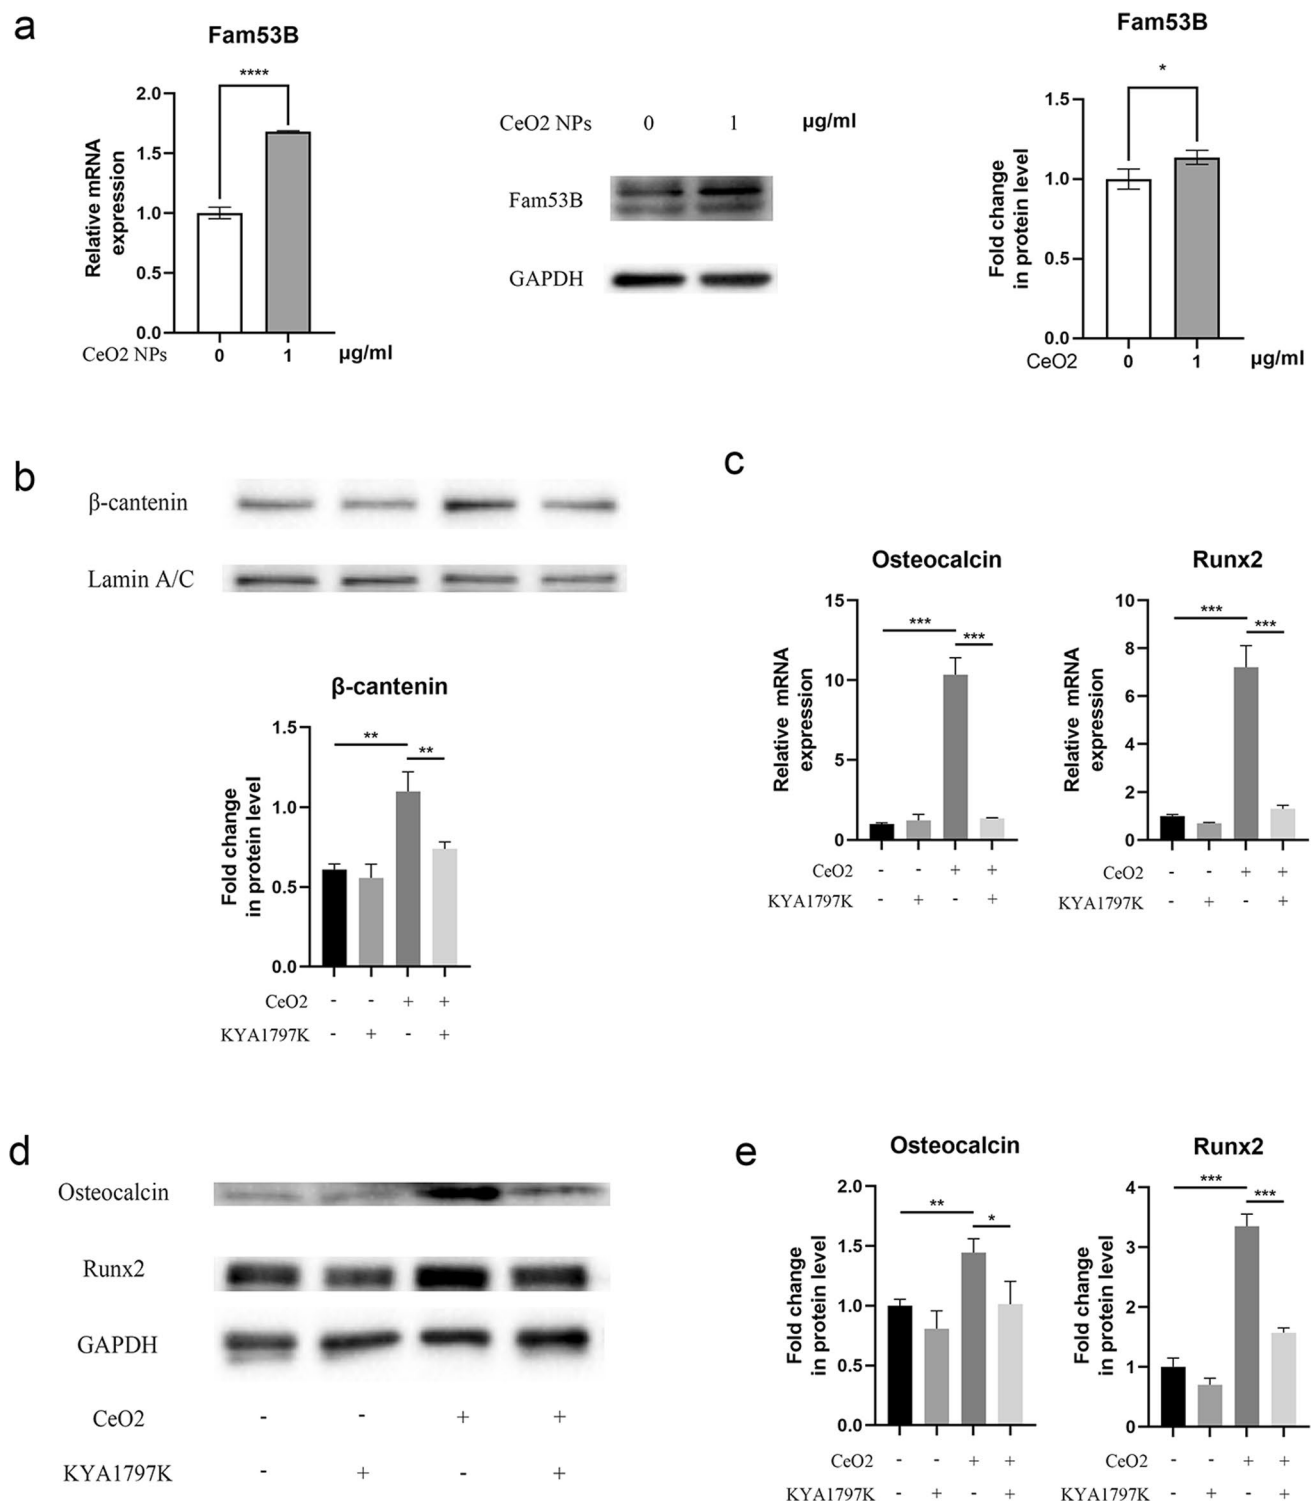 a
Fam53B
****
2.0
1.5
1.0
0.5
0.0
Relative mRNA
expression
CeO2 NPs 0 1 μg/ml
CeO2 NPs 0 1 μg/ml
Fam53B
GAPDH
Fam53B
*
1.5
1.0
0.5
0.0
Fold change
in protein level
CeO2 0 1 μg/ml
b
β-cantenin
Lamin A/C
β-cantenin
** **
1.5
1.0
0.5
0.0
Fold change
in protein level
CeO2 - - + +
KYA1797K - + - +
c
Osteocalcin
*** ***
15
10
5
0
Relative mRNA
expression
CeO2 - - + +
KYA1797K - + - +
Runx2
*** ***
10
8
6
4
2
0
Relative mRNA
expression
CeO2 - - + +
KYA1797K - + - +
d
Osteocalcin
Runx2
GAPDH
CeO2 - - + +
KYA1797K - + - +
e
Osteocalcin
** *
2.0
1.5
1.0
0.5
0.0
Fold change
in protein level
CeO2 - - + +
KYA1797K - + - +
Runx2
*** ***
4
3
2
1
0
Fold change
in protein level
CeO2 - - + +
KYA1797K - + - +